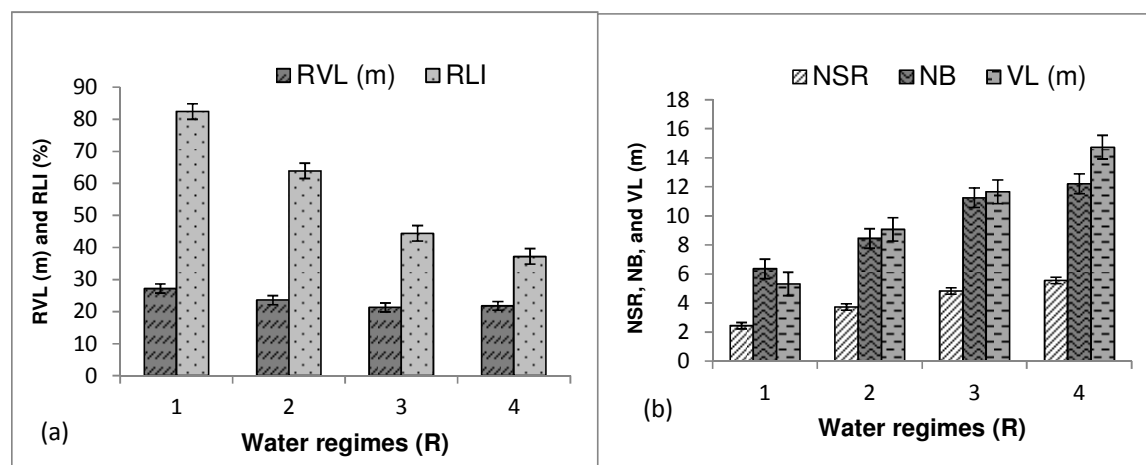 RVL (m) RLI
RVL (m) and RLI (%)
90
80
70
60
50
40
30
20
10
0
1 2 3 4
Water regimes (R)
(a)
NSR NB VL (m)
NSR, NB, and VL (m)
18
16
14
12
10
8
6
4
2
0
1 2 3 4
Water regimes (R)
(b)